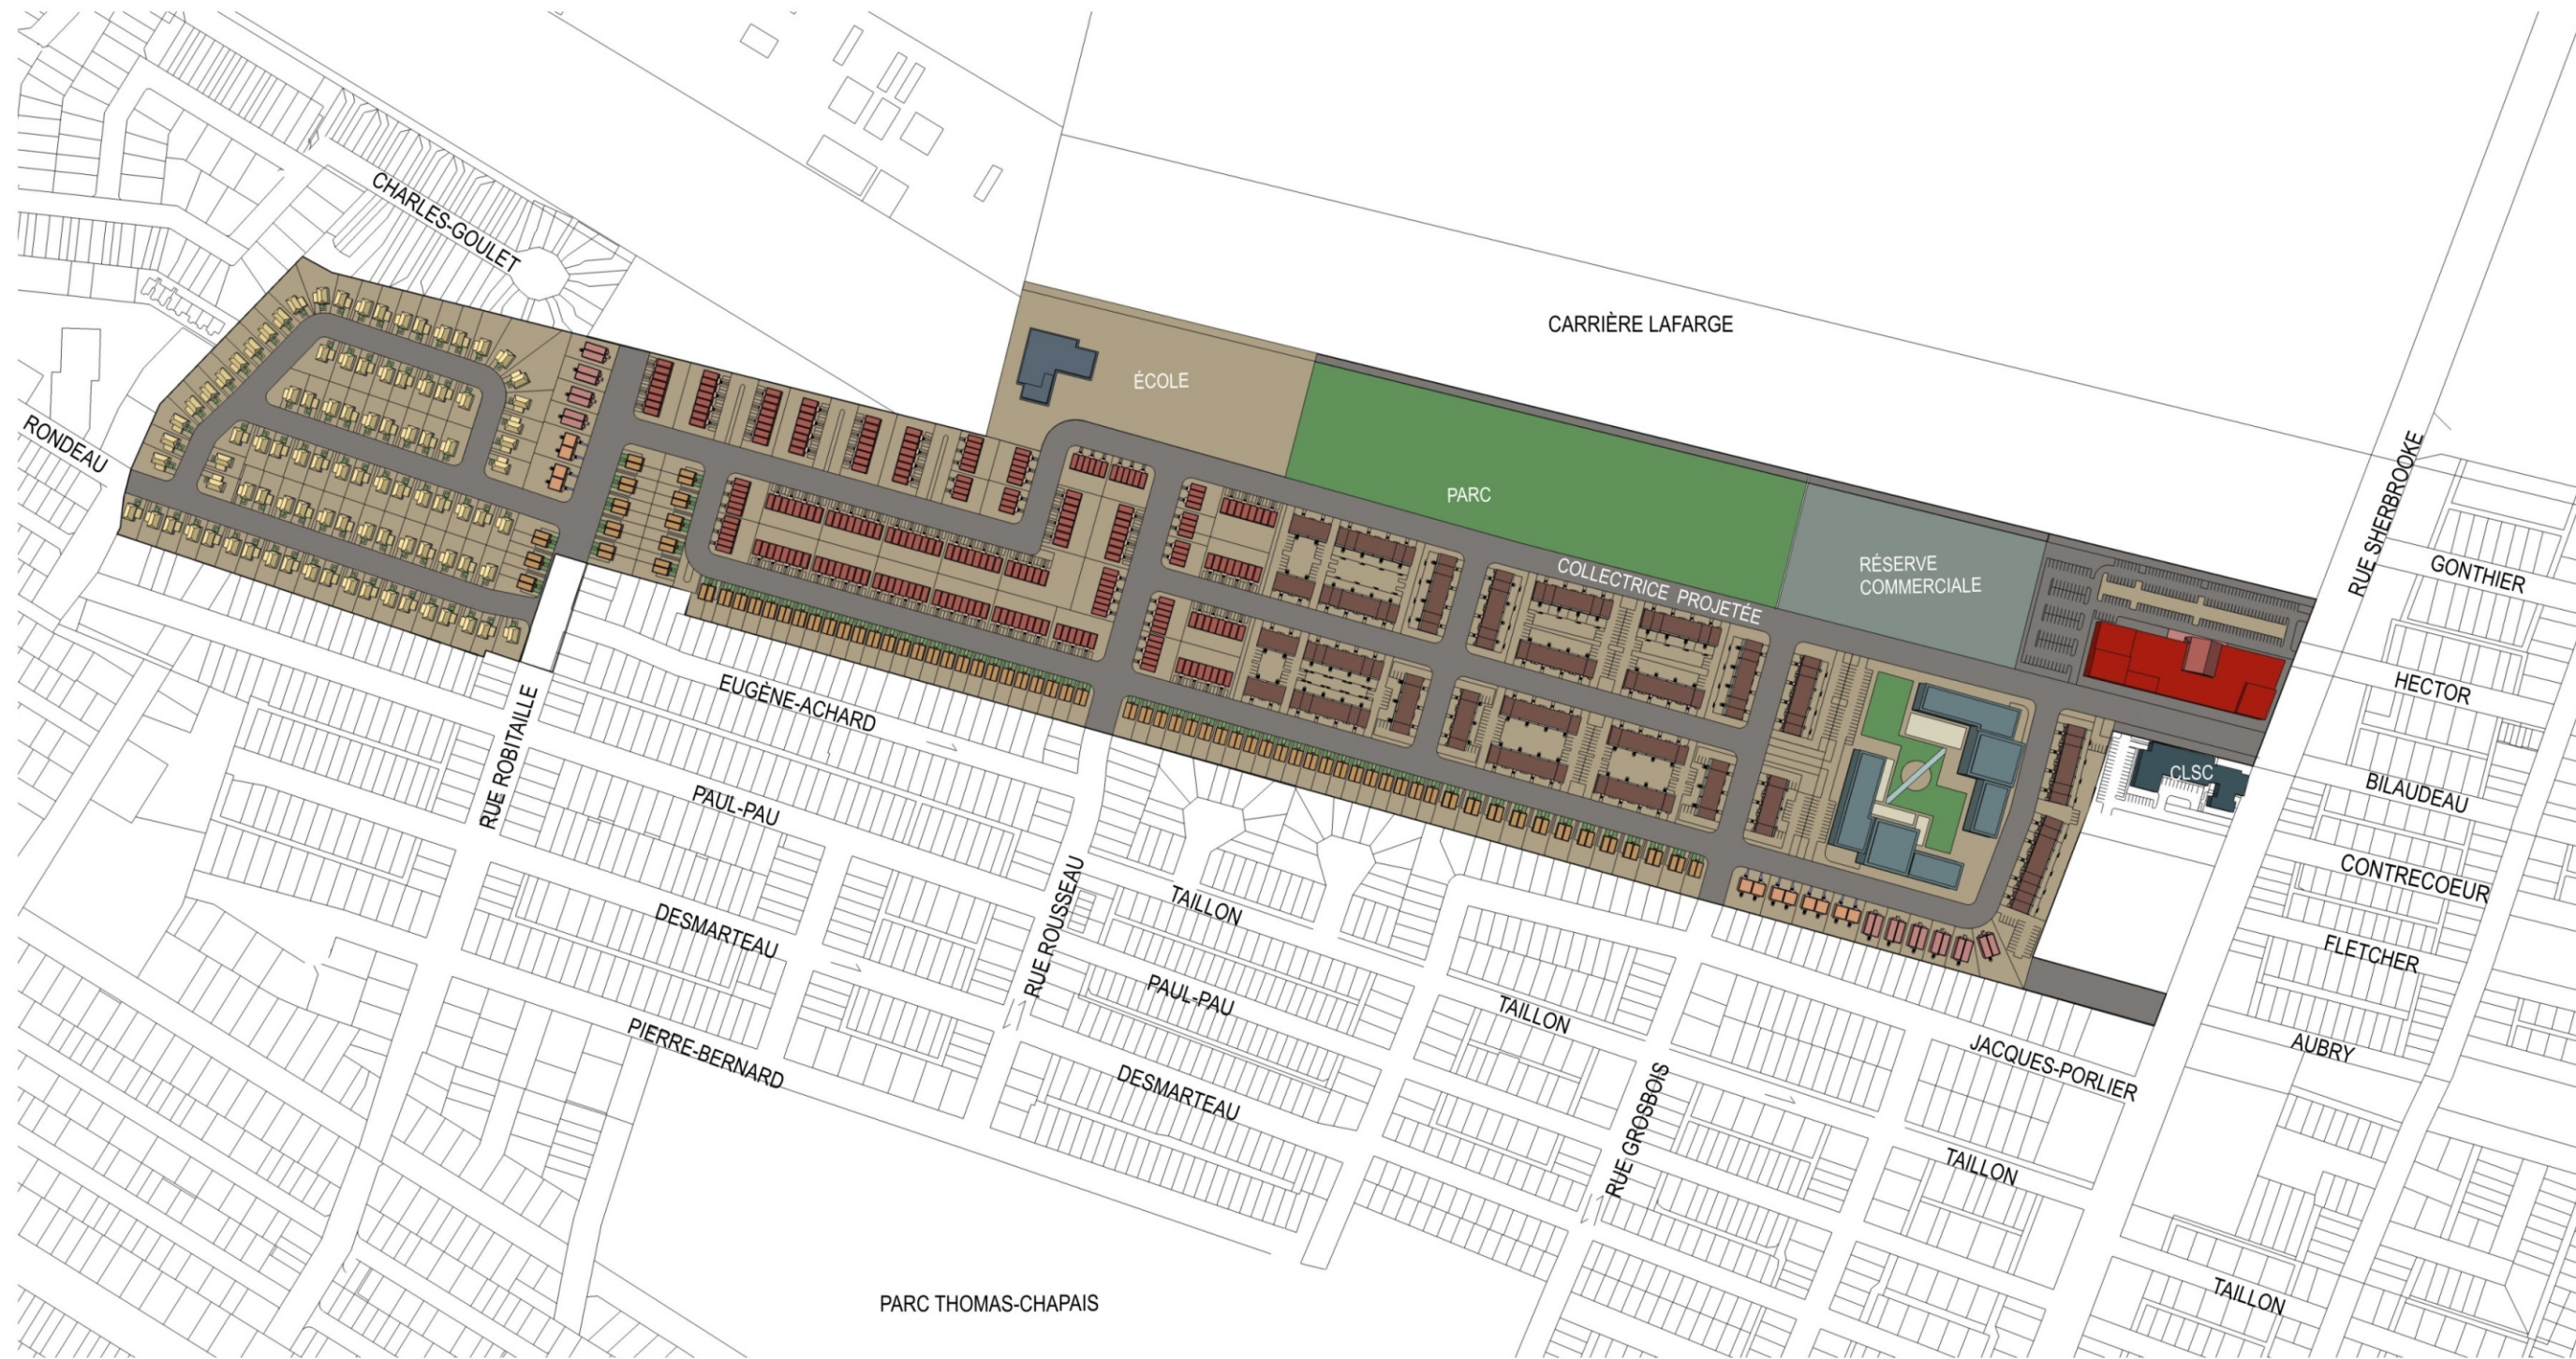 CHARLES-GOULET
CARRIÈRE LAFARGE
ÉCOLE
RONDEAU
PARC
RUE SHERBROOKE
COLLECTRICE PROJETÉE
RÉSERVE
COMMERCIALE
GONTHIER
HECTOR
EUGÈNE-ACHARD
CLSC
BILAUDEAU
RUE ROBITAILLE
PAUL-PAU
CONTRECOEUR
TAILLON
DESMARTEAU
RUE ROUSSEAU
FLETCHER
PAUL-PAU
TAILLON
AUBRY
PIERRE-BERNARD
JACQUES-PORLIER
DESMARTEAU
RUE GROSBOIS
TAILLON
PARC THOMAS-CHAPAIS
TAILLON